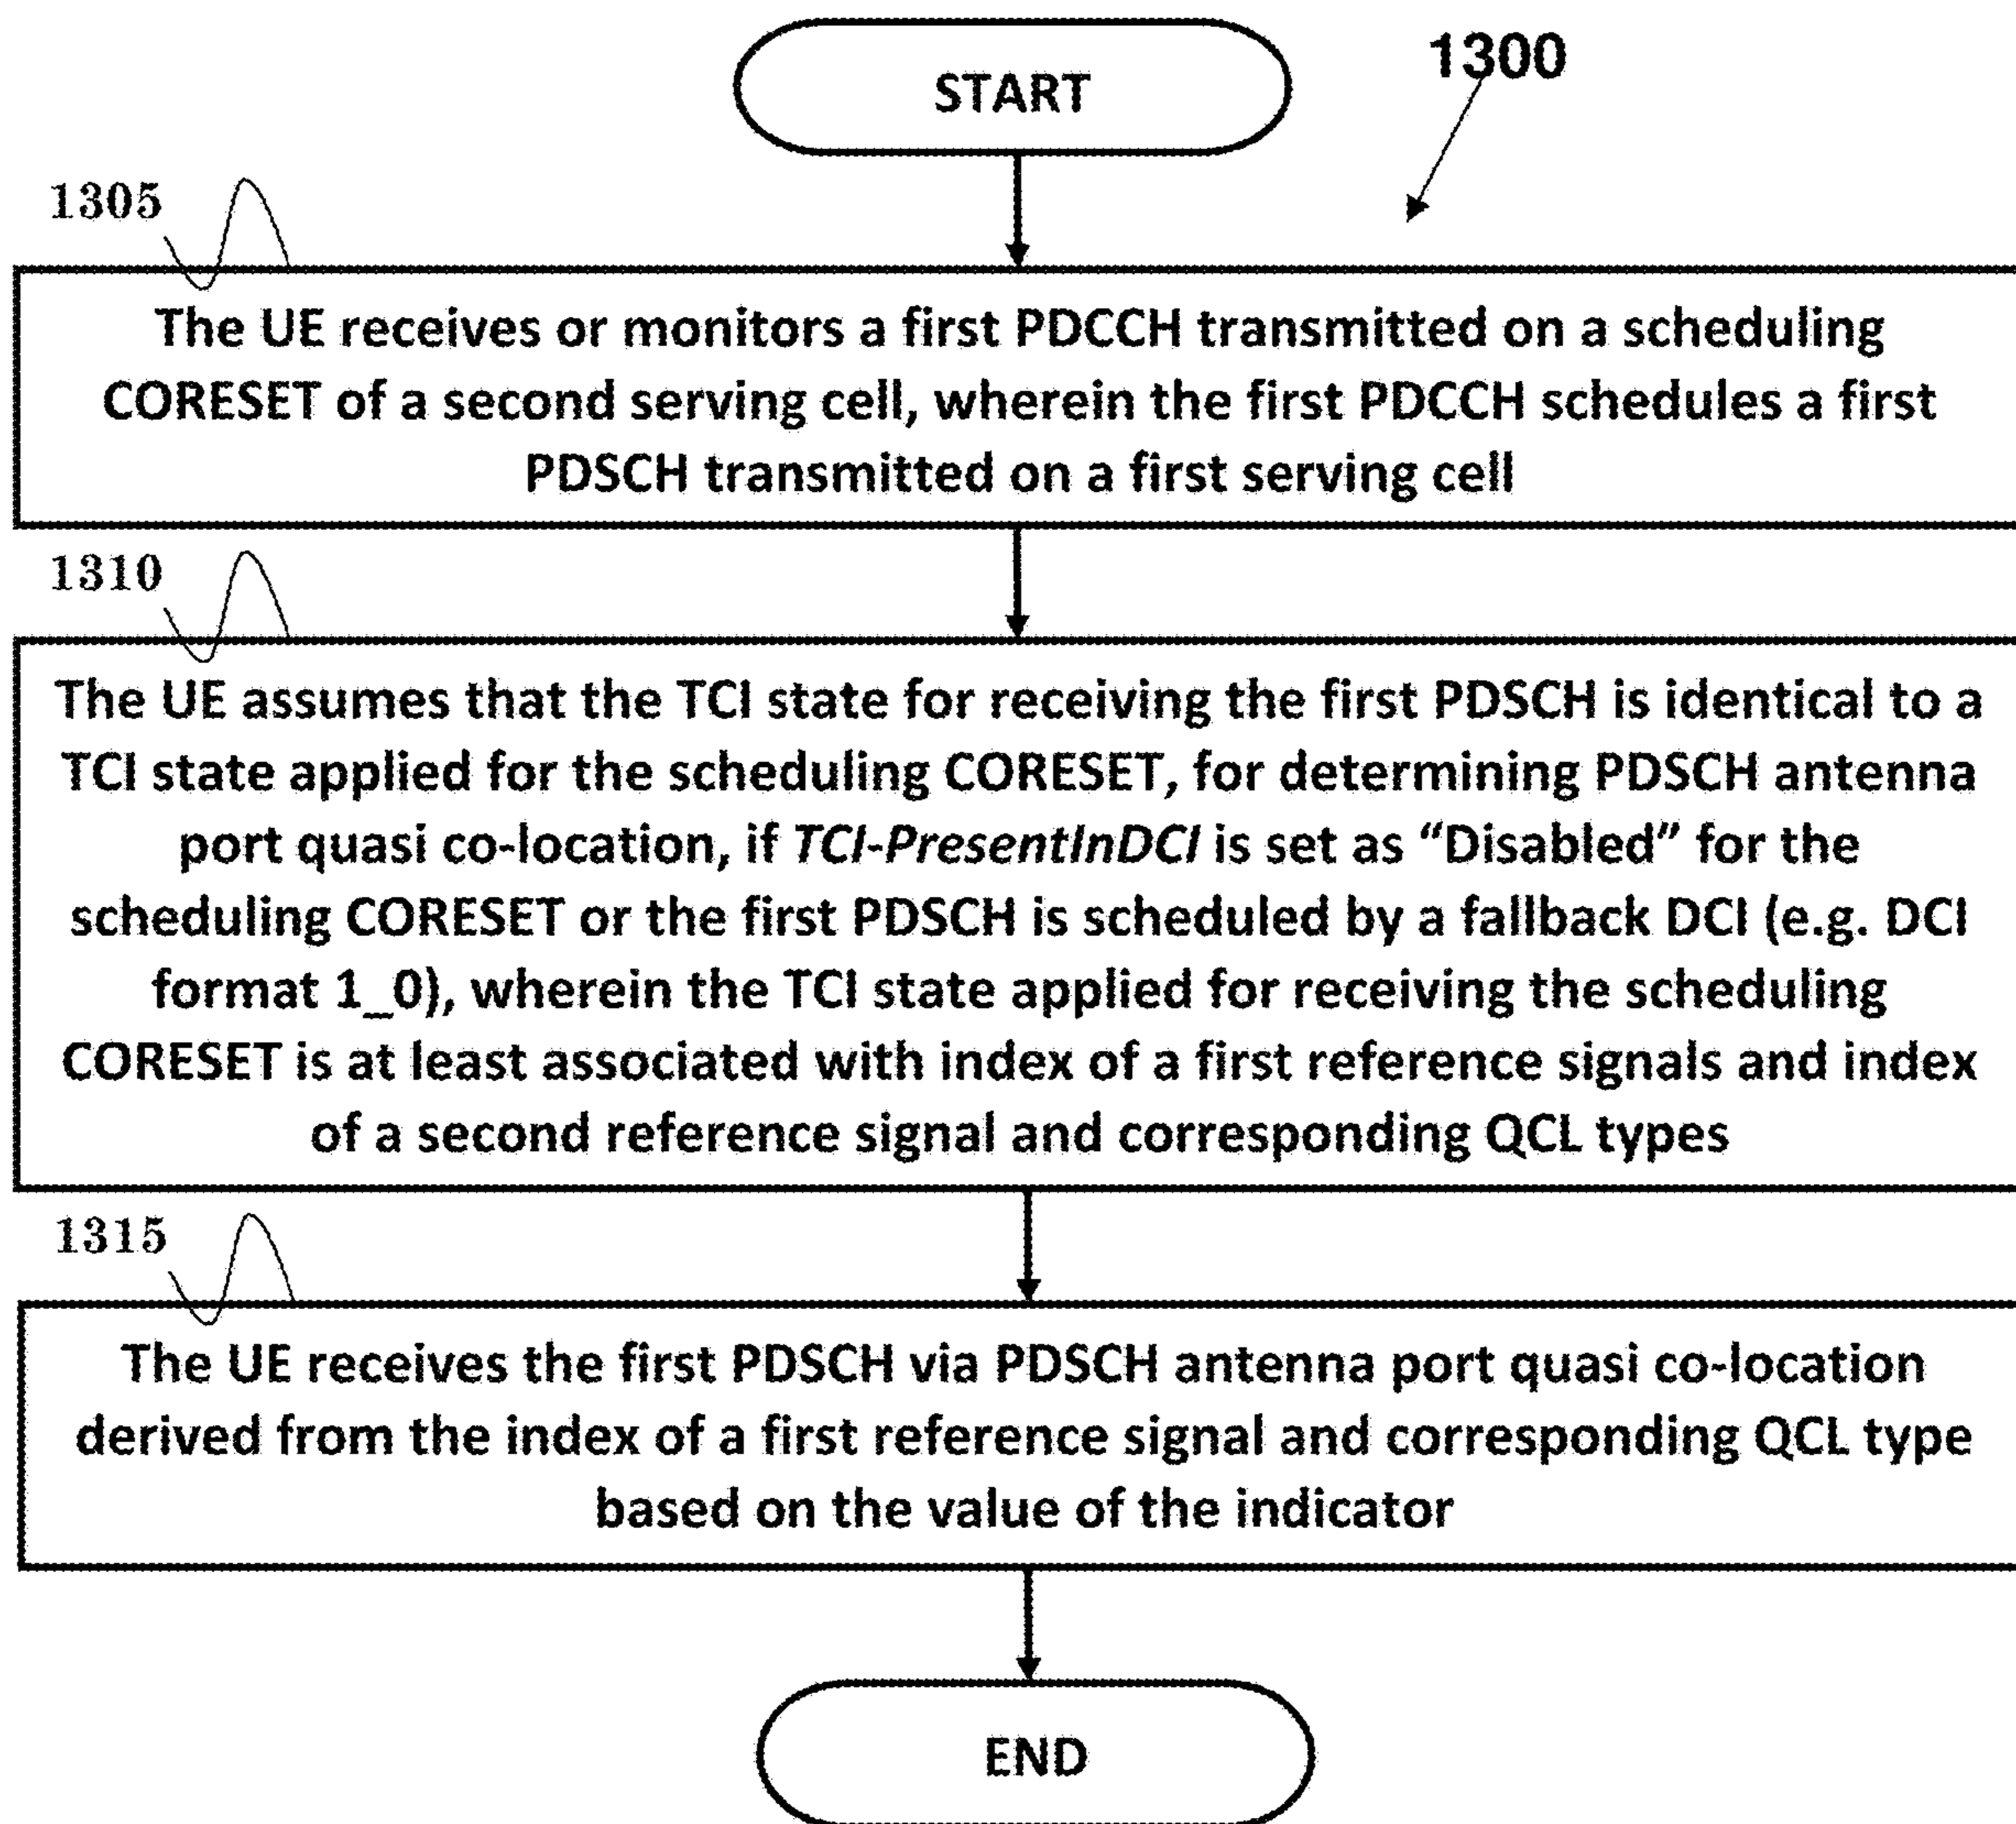 START
1300
1305
The UE receives or monitors a first PDCCH transmitted on a scheduling
CORESET of a second serving cell, wherein the first PDCCH schedules a first
PDSCH transmitted on a first serving cell
1310
The UE assumes that the TCI state for receiving the first PDSCH is identical to a
TCI state applied for the scheduling CORESET, for determining PDSCH antenna
port quasi co-location, if TCI-PresentInDCI is set as “Disabled” for the
scheduling CORESET or the first PDSCH is scheduled by a fallback DCI (e.g. DCI
format 1_0), wherein the TCI state applied for receiving the scheduling
CORESET is at least associated with index of a first reference signals and index
of a second reference signal and corresponding QCL types
1315
The UE receives the first PDSCH via PDSCH antenna port quasi co-location
derived from the index of a first reference signal and corresponding QCL type
based on the value of the indicator
END